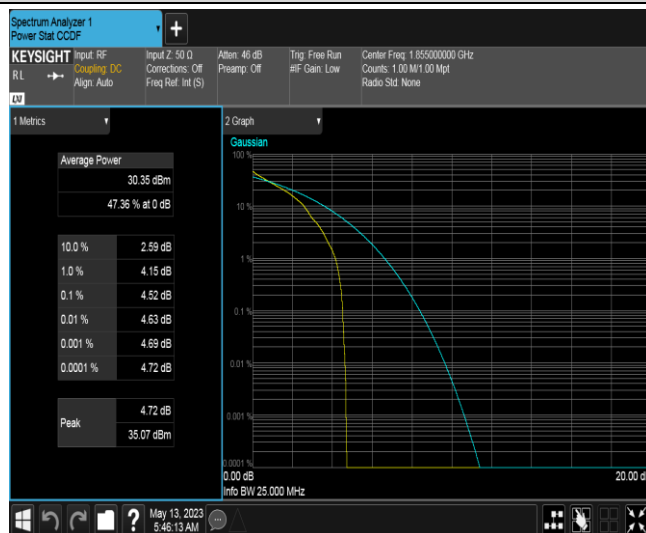 Spectrum Analyzer 1
Power Stat CCDF
+
KEYSIGHT
RL
LXI
Input: RF
Coupling: DC
Align: Auto
Input Z: 50 Ω
Corrections: Off
Freq Ref: Int (S)
Atten: 46 dB
Preamp: Off
Trig: Free Run
#IF Gain: Low
Center Freq: 1.855000000 GHz
Counts: 1.00 M/1.00 Mpt
Radio Std: None
1 Metrics
Average Power
30.35 dBm
47.36 % at 0 dB
10.0 % 2.59 dB
1.0 % 4.15 dB
0.1 % 4.52 dB
0.01 % 4.63 dB
0.001 % 4.69 dB
0.0001 % 4.72 dB
Peak
4.72 dB
35.07 dBm
2 Graph
Gaussian
100 %
10 %
1 %
0.1 %
0.01 %
0.001 %
0.0001 %
0.00 dB
20.00 d
Info BW 25.000 MHz
?
May 13, 2023
5:46:13 AM